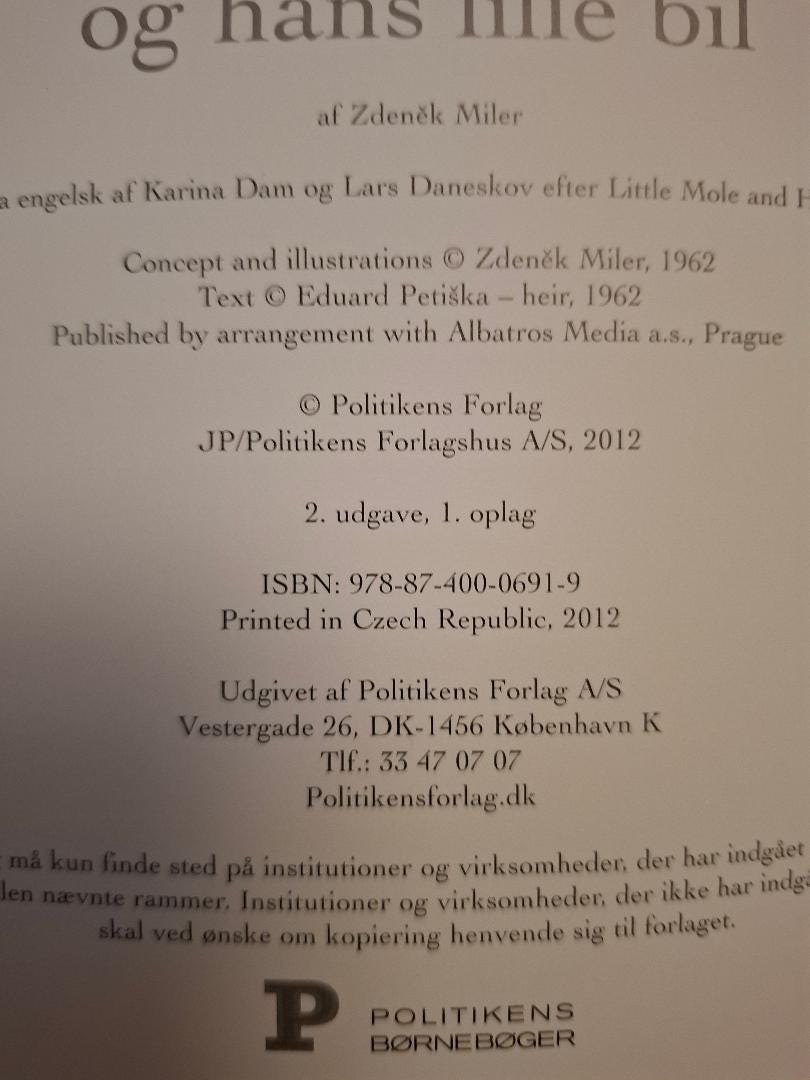 og hans lille bil
af Zdeněk Miler
a engelsk af Karina Dam og Lars Daneskov efter Little Mole and H
Concept and illustrations © Zdeněk Miler, 1962
Text © Eduard Petiška – heir, 1962
Published by arrangement with Albatros Media a.s., Prague
© Politikens Forlag
JP/Politikens Forlagshus A/S, 2012
2. udgave, 1. oplag
ISBN: 978-87-400-0691-9
Printed in Czech Republic, 2012
Udgivet af Politikens Forlag A/S
Vestergade 26, DK-1456 København K
Tlf.: 33 47 07 07
Politikensforlag.dk
må kun finde sted på institutioner og virksomheder, der har indgået
len nævnte rammer. Institutioner og virksomheder, der ikke har indgå
skal ved ønske om kopiering henvende sig til forlaget.
P POLITIKENS
BØRNEBØGER